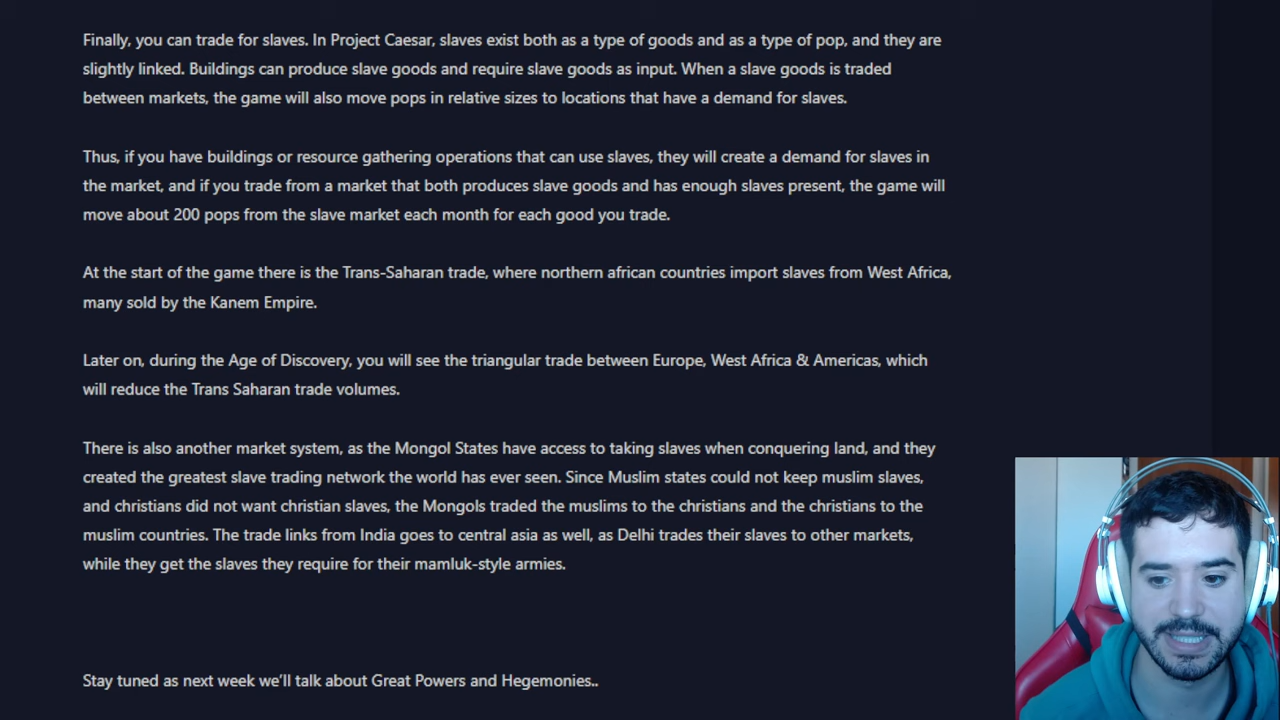 Finally, you can trade for slaves. In Project Caesar, slaves exist both as a type of goods and as a type of pop, and they are
slightly linked. Buildings can produce slave goods and require slave goods as input. When a slave goods is traded
between markets, the game will also move pops in relative sizes to locations that have a demand for slaves.
Thus, if you have buildings or resource gathering operations that can use slaves, they will create a demand for slaves in
the market, and if you trade from a market that both produces slave goods and has enough slaves present, the game will
move about 200 pops from the slave market each month for each good you trade.
At the start of the game there is the Trans-Saharan trade, where northern african countries import slaves from West Africa,
many sold by the Kanem Empire.
Later on, during the Age of Discovery, you will see the triangular trade between Europe, West Africa & Americas, which
will reduce the Trans Saharan trade volumes.
There is also another market system, as the Mongol States have access to taking slaves when conquering land, and they
created the greatest slave trading network the world has ever seen. Since Muslim states could not keep muslim slaves,
and christians did not want christian slaves, the Mongols traded the muslims to the christians and the christians to the
muslim countries. The trade links from India goes to central asia as well, as Delhi trades their slaves to other markets,
while they get the slaves they require for their mamluk-style armies.
Stay tuned as next week we'll talk about Great Powers and Hegemonies..